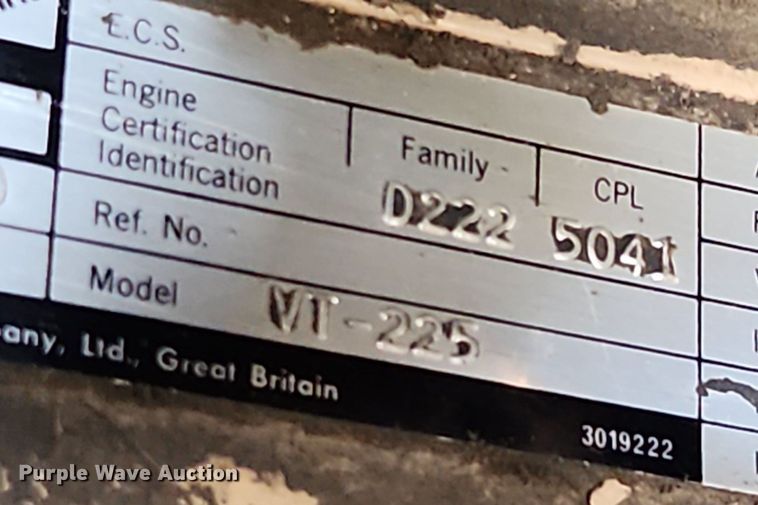 E.C.S.
Engine
Certification
Identification
Family
CPL
D222
5041
Ref. No.
Model
VT-225
any, Ltd., Great Britain
3019222
Purple Wave Auction